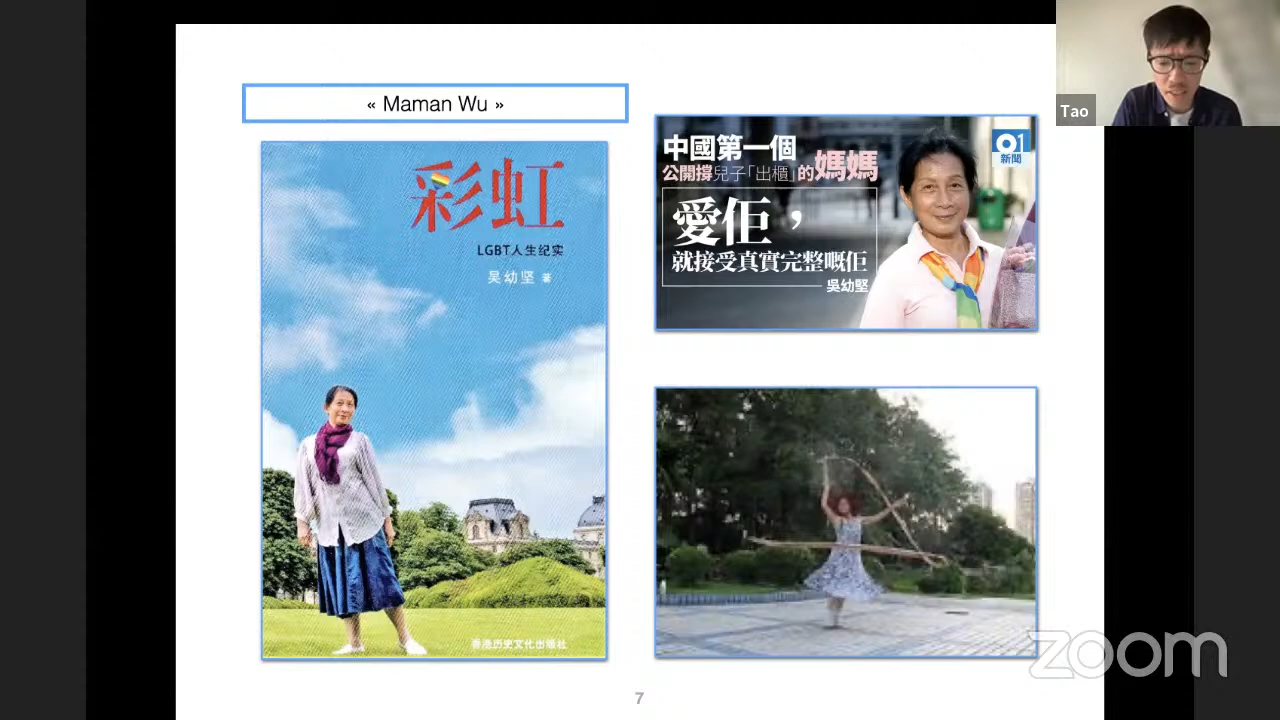 « Maman Wu »
彩虹
LGBT人生纪实
吴幼坚 著
香港历史文化出版社
中國第一個
公開撐兒子「出櫃」的媽媽
愛佢，
就接受真實完整嘅佢
吳幼堅
01
新聞
Tao
7
zoom